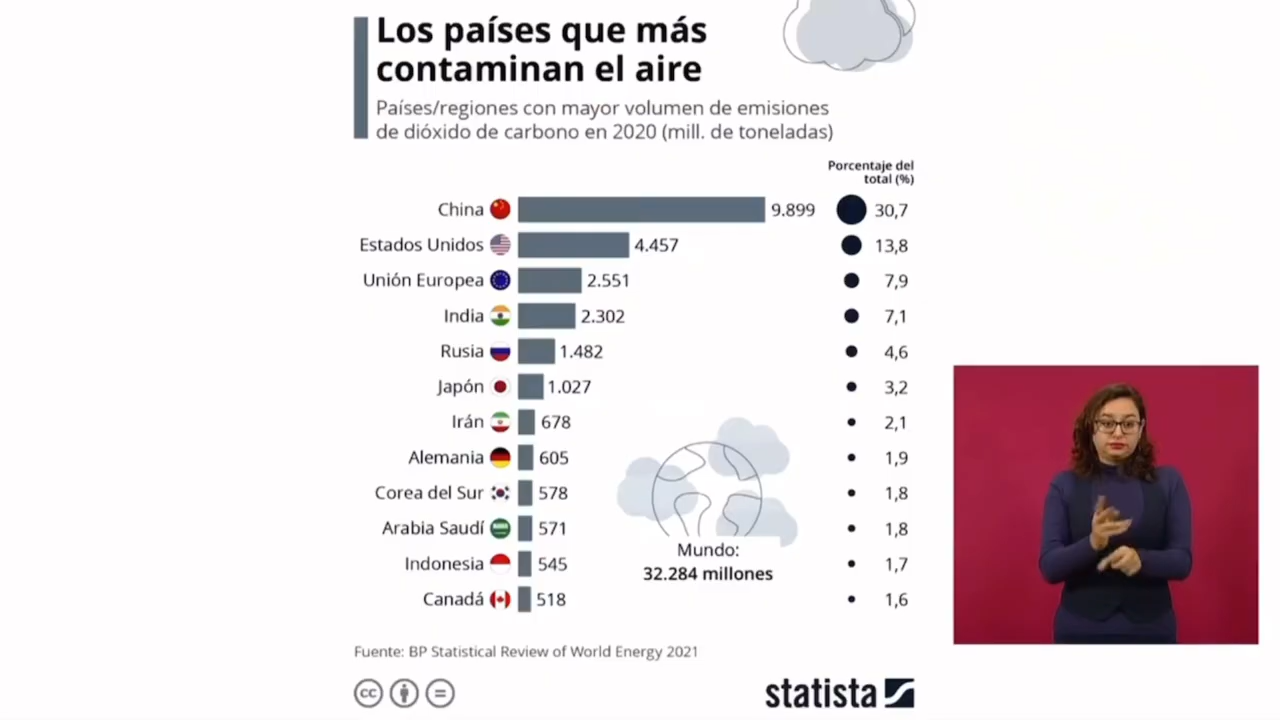 Los países que más
contaminan el aire
Países/regiones con mayor volumen de emisiones
de dióxido de carbono en 2020 (mill. de toneladas)
Porcentaje del
total (%)
China 9.899 30,7
Estados Unidos 4.457 13,8
Unión Europea 2.551 7,9
India 2.302 7,1
Rusia 1.482 4,6
Japón 1.027 3,2
Irán 678 2,1
Alemania 605 1,9
Corea del Sur 578 1,8
Arabia Saudí 571 1,8
Indonesia 545 1,7
Canadá 518 1,6
Mundo:
32.284 millones
Fuente: BP Statistical Review of World Energy 2021
cc
statista